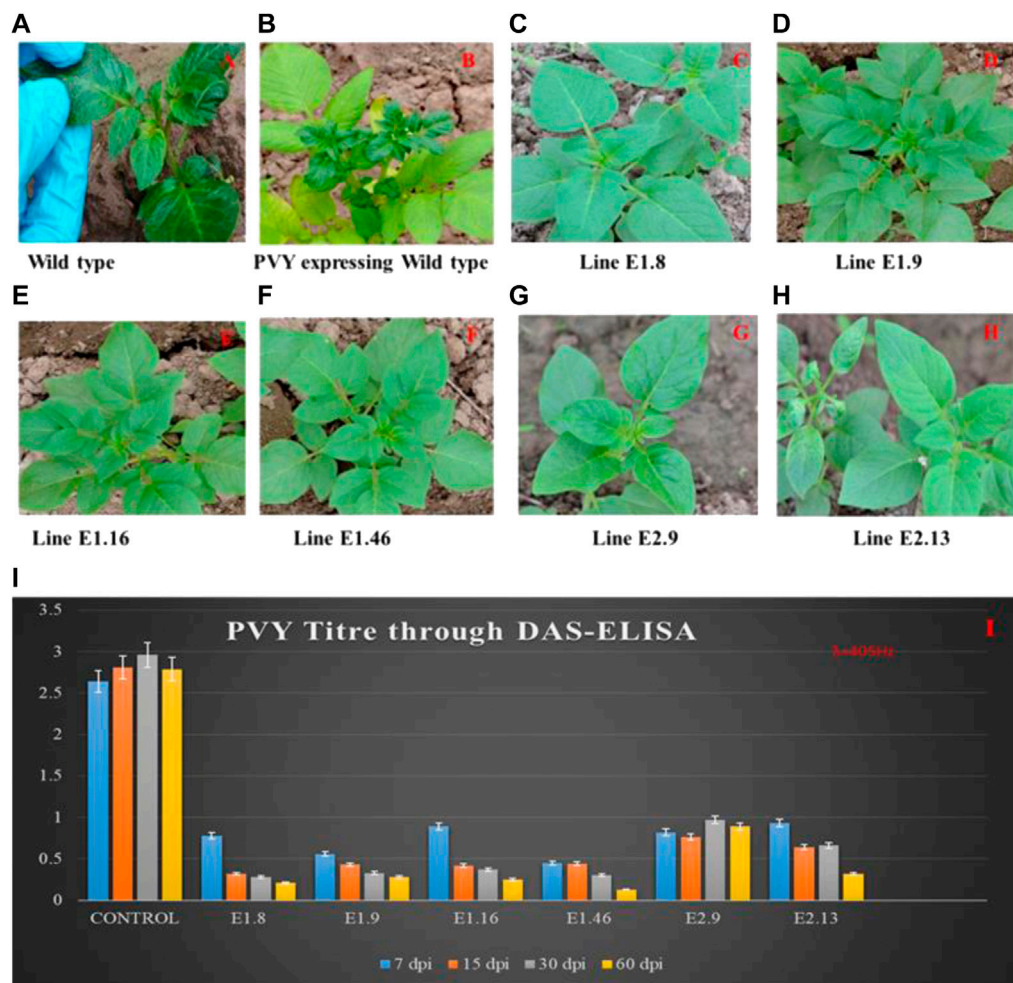 A
B
C
D
A
B
C
D
Wild type
PVY expressing Wild type
Line E1.8
Line E1.9
E
F
G
H
E
F
G
H
Line E1.16
Line E1.46
Line E2.9
Line E2.13
I
PVY Titre through DAS-ELISA
I
λ=405Hz
3.5
3
2.5
2
1.5
1
0.5
0
CONTROL E1.8 E1.9 E1.16 E1.46 E2.9 E2.13
7 dpi 15 dpi 30 dpi 60 dpi